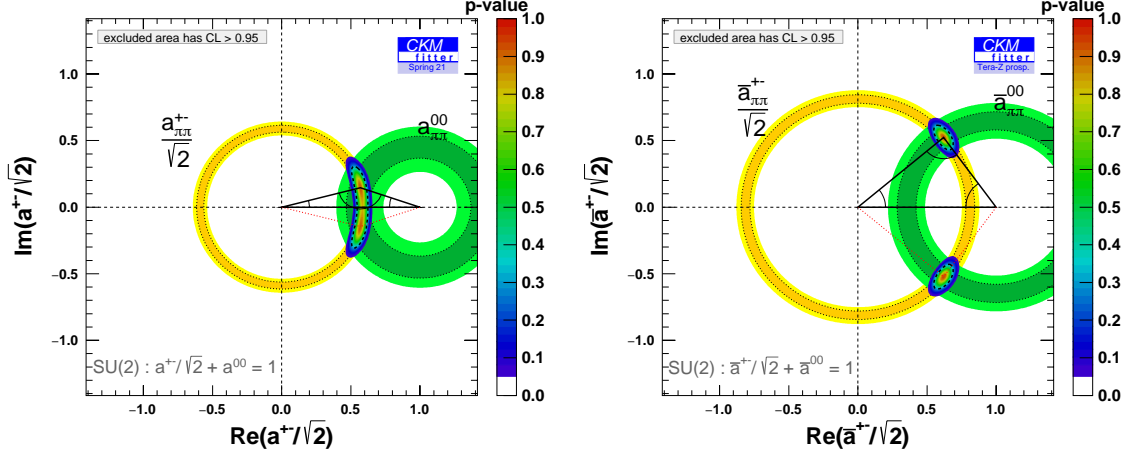 p-value
excluded area has CL > 0.95
CKM
fitter
Spring 21
a⁺⁻ππ
√2
a⁰⁰ππ
SU(2) : a⁺⁻/√2 + a⁰⁰ = 1
Im(a⁺⁻/√2)
1.0
0.5
0.0
−0.5
−1.0
−1.0
−0.5
0.0
0.5
1.0
Re(a⁺⁻/√2)
1.0
0.9
0.8
0.7
0.6
0.5
0.4
0.3
0.2
0.1
0.0
p-value
excluded area has CL > 0.95
CKM
fitter
Tera-Z prosp.
a̅⁺⁻ππ
√2
a̅⁰⁰ππ
SU(2) : a̅⁺⁻/√2 + a̅⁰⁰ = 1
Im(a̅⁺⁻/√2)
1.0
0.5
0.0
−0.5
−1.0
−1.0
−0.5
0.0
0.5
1.0
Re(a̅⁺⁻/√2)
1.0
0.9
0.8
0.7
0.6
0.5
0.4
0.3
0.2
0.1
0.0